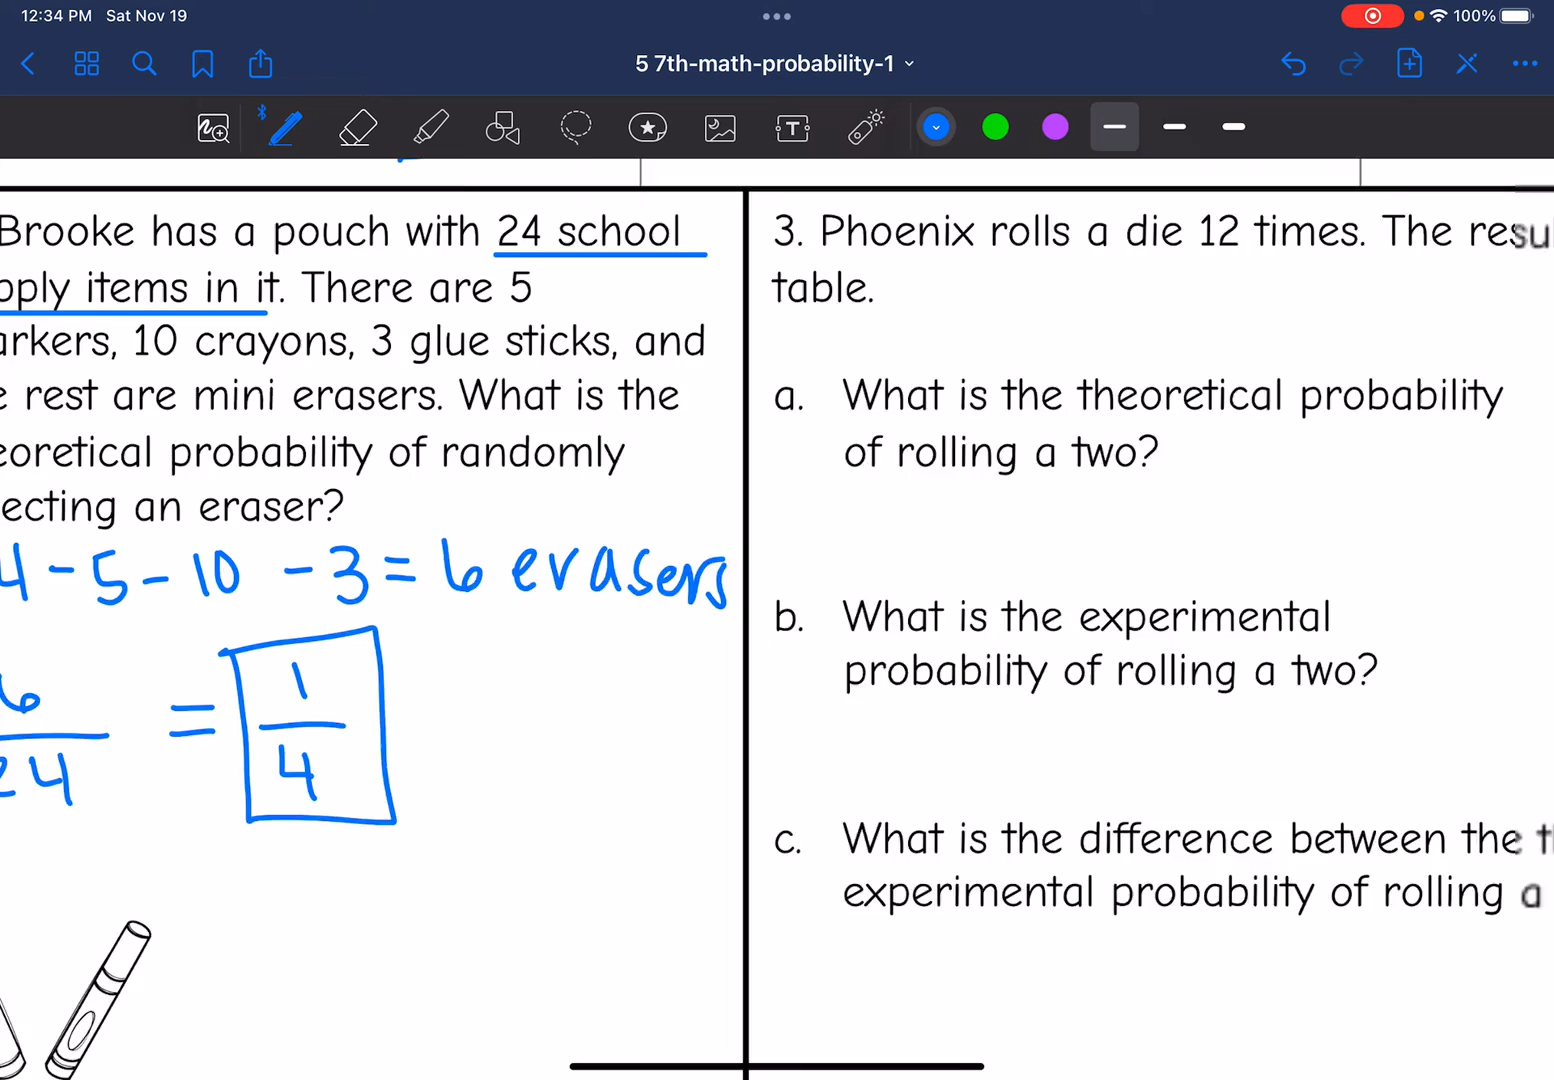 12:34 PM Sat Nov 19
100%
5 7th-math-probability-1
T
Brooke has a pouch with 24 school
pply items in it. There are 5
arkers, 10 crayons, 3 glue sticks, and
e rest are mini erasers. What is the
eoretical probability of randomly
ecting an eraser?
4 - 5 - 10 - 3 = 6 erasers
6
24
=
1
4
3. Phoenix rolls a die 12 times. The resu
table.
a. What is the theoretical probability
of rolling a two?
b. What is the experimental
probability of rolling a two?
c. What is the difference between the t
experimental probability of rolling a